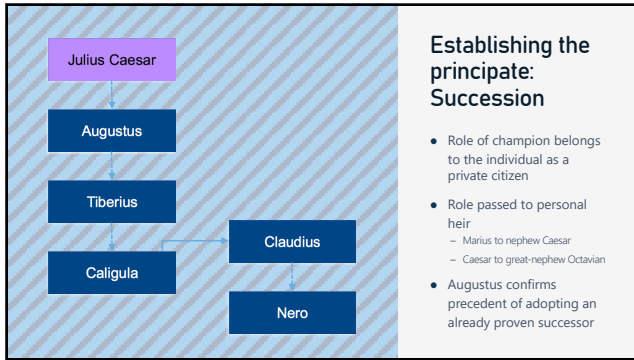 Julius Caesar
Augustus
Tiberius
Caligula
Claudius
Nero
Establishing the
principate:
Succession
● Role of champion belongs
to the individual as a
private citizen
● Role passed to personal
heir
– Marius to nephew Caesar
– Caesar to great-nephew Octavian
● Augustus confirms
precedent of adopting an
already proven successor